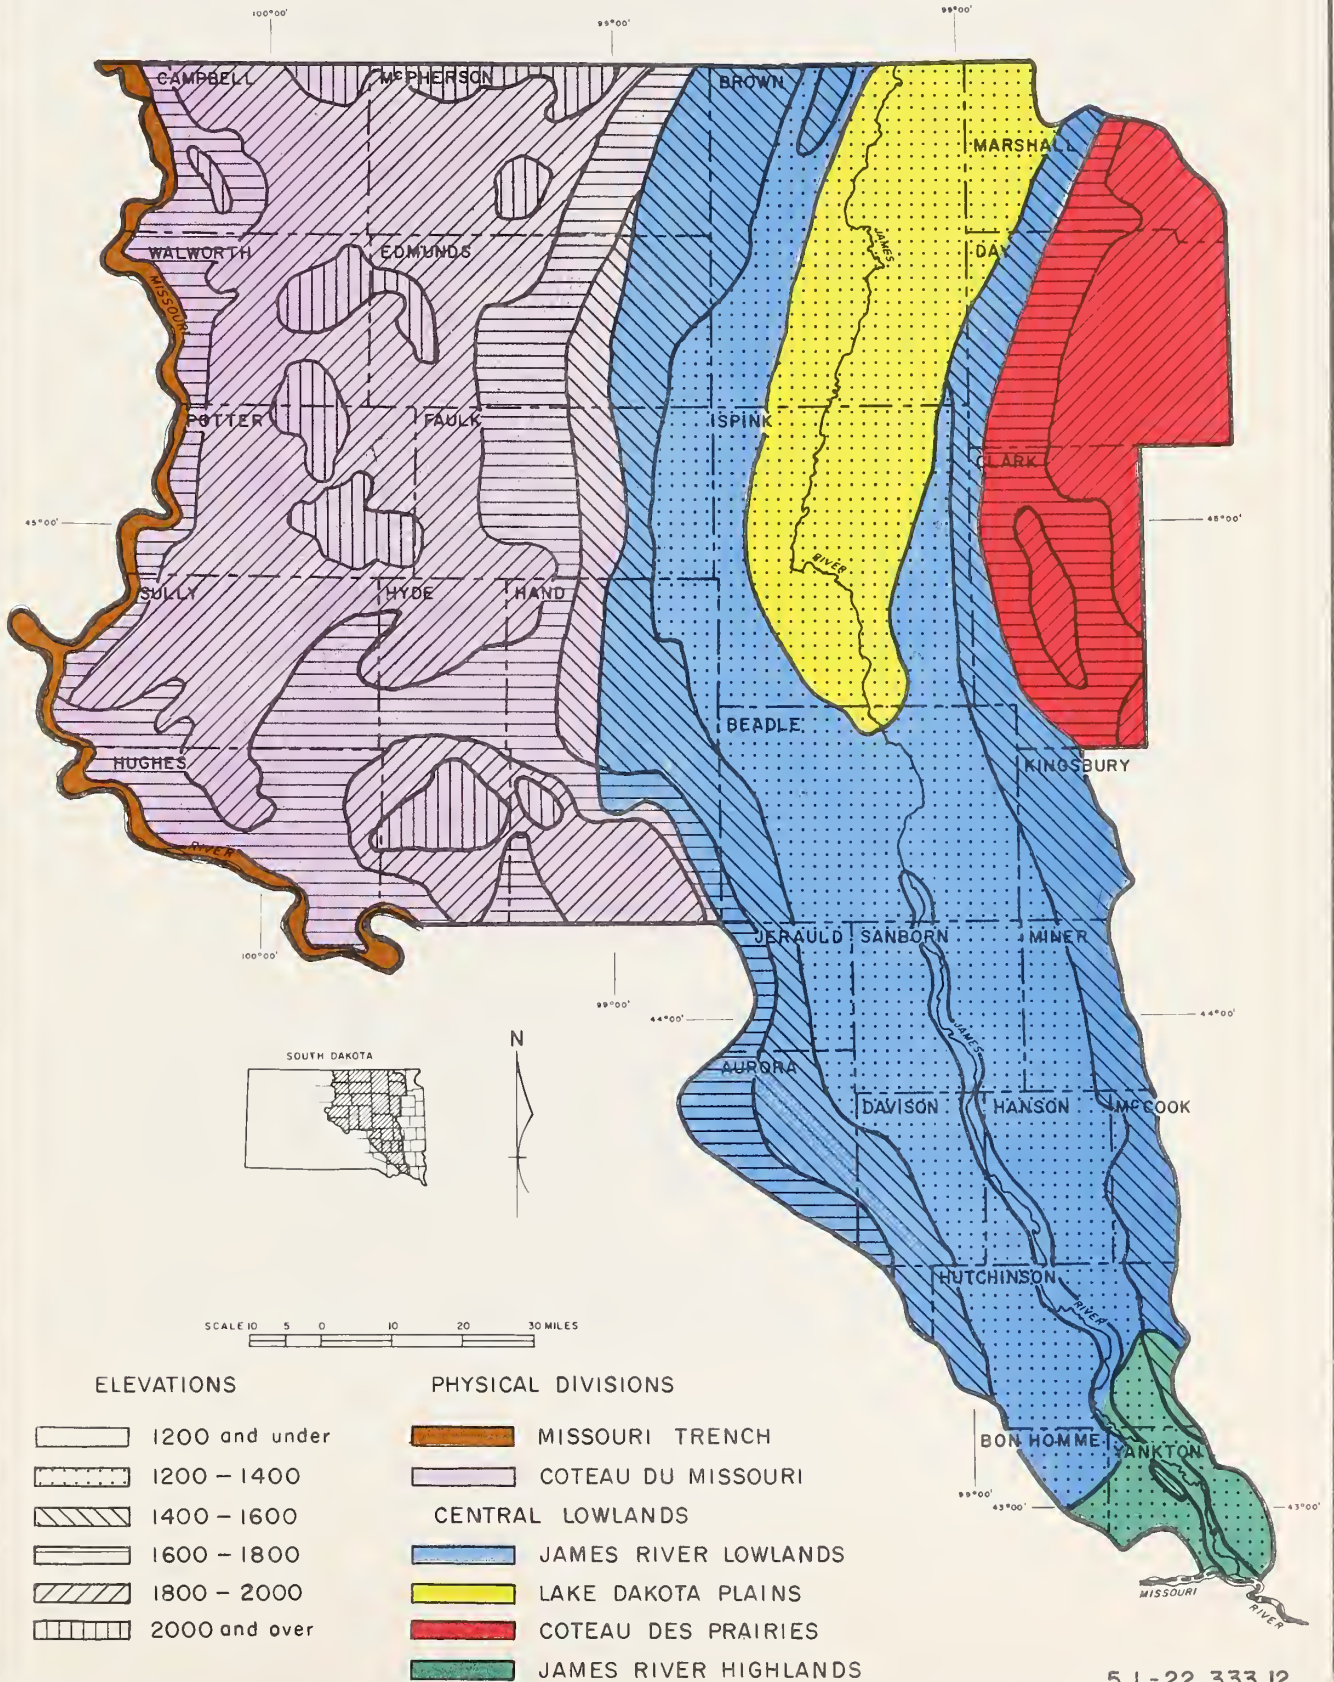 100°00'
99°00'
99°00'
CAMPBELL
McPHERSON
BROWN
MARSHALL
WALWORTH
EDMUNDS
JAMES
DAY
MISSOURI
POTTER
FAULK
SPINK
CLARK
45°00'
45°00'
RIVER
SULLY
HYDE
HAND
BEADLE
HUGHES
KINGSBURY
RIVER
JERAULD
SANBORN
MINER
100°00'
99°00'
44°00'
44°00'
N
JAMES
SOUTH DAKOTA
AURORA
DAVISON
HANSON
McCOOK
HUTCHINSON
RIVER
SCALE 10 5 0 10 20 30 MILES
ELEVATIONS
1200 and under
1200 – 1400
1400 – 1600
1600 – 1800
1800 – 2000
2000 and over
PHYSICAL DIVISIONS
MISSOURI TRENCH
COTEAU DU MISSOURI
CENTRAL LOWLANDS
JAMES RIVER LOWLANDS
LAKE DAKOTA PLAINS
COTEAU DES PRAIRIES
JAMES RIVER HIGHLANDS
BON HOMME
YANKTON
99°00'
43°00'
43°00'
MISSOURI
RIVER